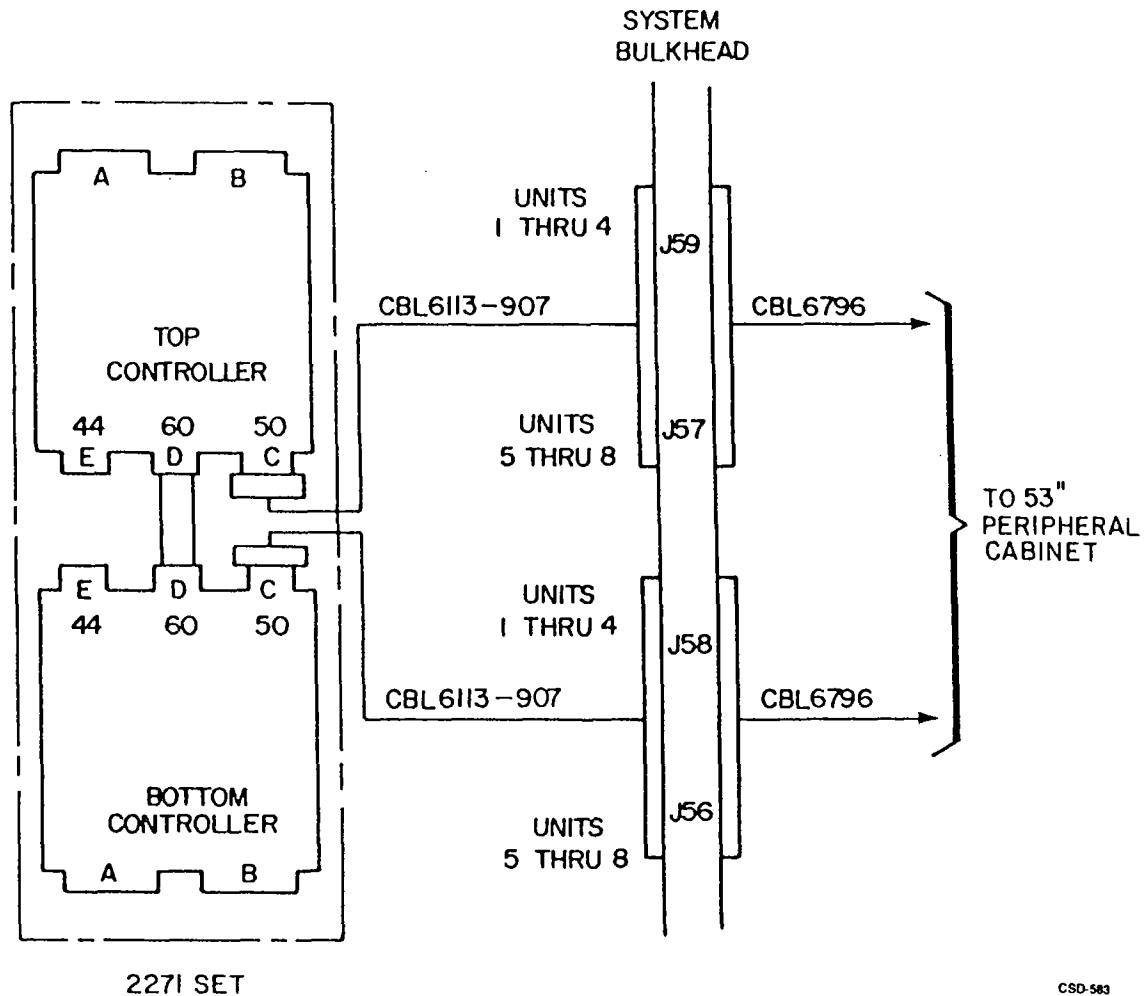 SYSTEM
BULKHEAD
A B
UNITS
1 THRU 4
J59
CBL6113-907
CBL6796
TOP
CONTROLLER
44 60 50
E D C
UNITS
5 THRU 8
J57
TO 53"
PERIPHERAL
CABINET
E D C
44 60 50
UNITS
1 THRU 4
J58
CBL6113-907
CBL6796
BOTTOM
CONTROLLER
A B
UNITS
5 THRU 8
J56
2271 SET
CSD-583